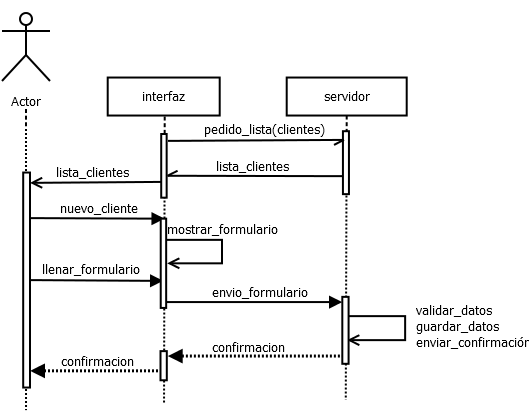 Actor
interfaz
servidor
pedido_lista(clientes)
lista_clientes
lista_clientes
nuevo_cliente
mostrar_formulario
llenar_formulario
envio_formulario
validar_datos
guardar_datos
enviar_confirmación
confirmacion
confirmacion